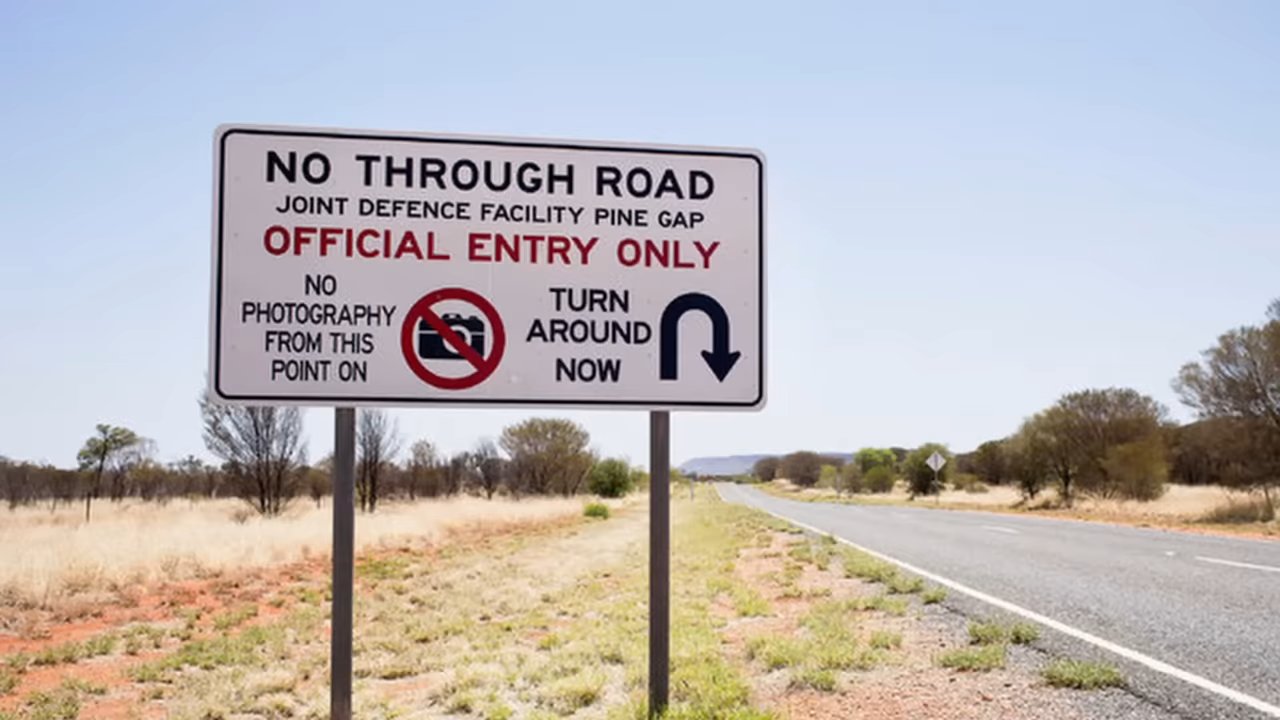 NO THROUGH ROAD
JOINT DEFENCE FACILITY PINE GAP
OFFICIAL ENTRY ONLY
NO
PHOTOGRAPHY
FROM THIS
POINT ON
TURN
AROUND
NOW